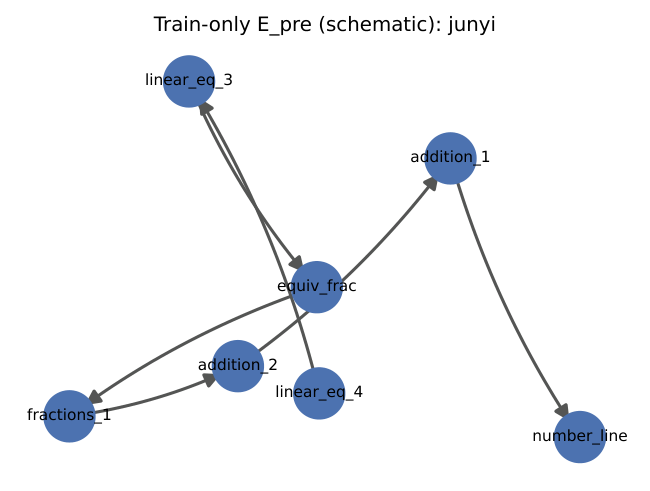 Train-only E_pre (schematic): junyi
linear_eq_3
addition_1
equiv_frac
addition_2
linear_eq_4
fractions_1
number_line